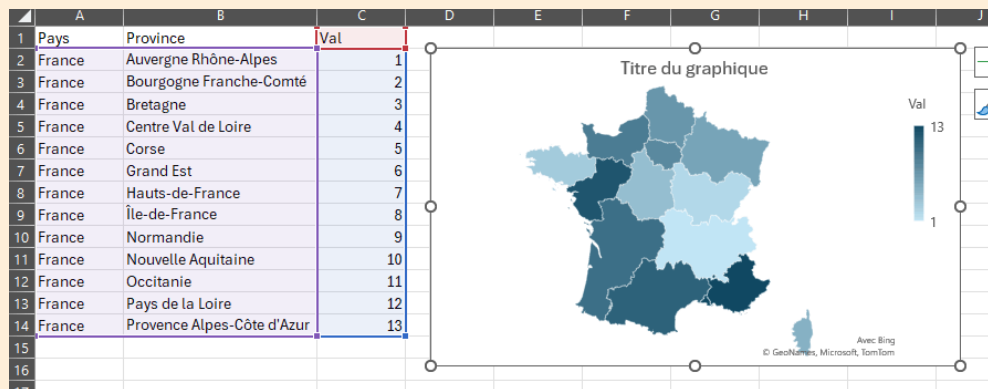 A B C D E F G H I J
1 Pays Province Val
2 France Auvergne Rhône-Alpes 1
3 France Bourgogne Franche-Comté 2
4 France Bretagne 3
5 France Centre Val de Loire 4
6 France Corse 5
7 France Grand Est 6
8 France Hauts-de-France 7
9 France Île-de-France 8
10 France Normandie 9
11 France Nouvelle Aquitaine 10
12 France Occitanie 11
13 France Pays de la Loire 12
14 France Provence Alpes-Côte d'Azur 13
15
16
Titre du graphique
Val
13
1
Avec Bing
© GeoNames, Microsoft, TomTom